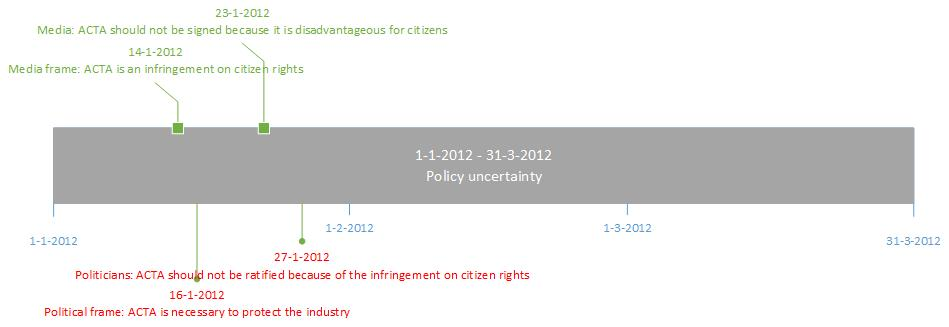 23-1-2012
Media: ACTA should not be signed because it is disadvantageous for citizens
14-1-2012
Media frame: ACTA is an infringement on citizen rights
1-1-2012 - 31-3-2012
Policy uncertainty
1-1-2012
1-2-2012
1-3-2012
31-3-2012
27-1-2012
Politicians: ACTA should not be ratified because of the infringement on citizen rights
16-1-2012
Political frame: ACTA is necessary to protect the industry